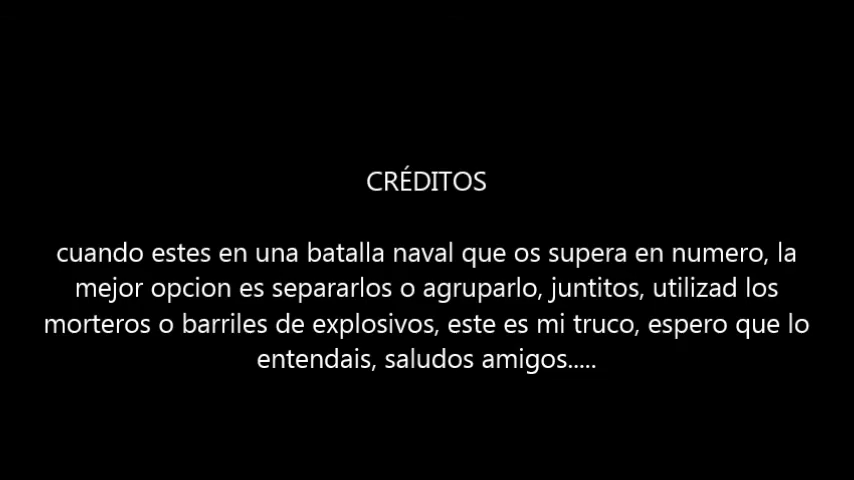 CRÉDITOS
cuando estes en una batalla naval que os supera en numero, la
mejor opcion es separarlos o agruparlo, juntitos, utilizad los
morteros o barriles de explosivos, este es mi truco, espero que lo
entendais, saludos amigos.....